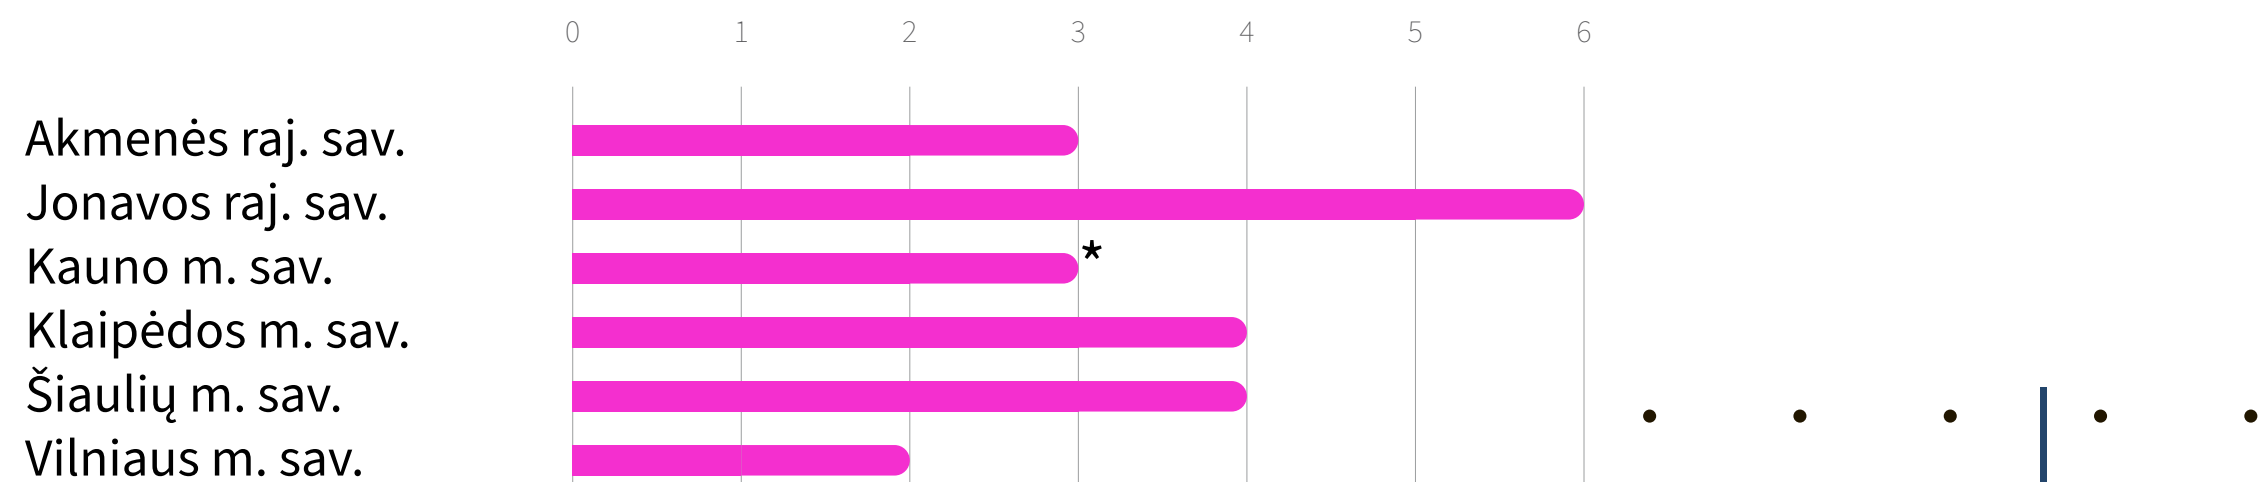 0 1 2 3 4 5 6
Akmenės raj. sav.
Jonavos raj. sav.
Kauno m. sav. *
Klaipėdos m. sav.
Šiaulių m. sav.
Vilniaus m. sav.